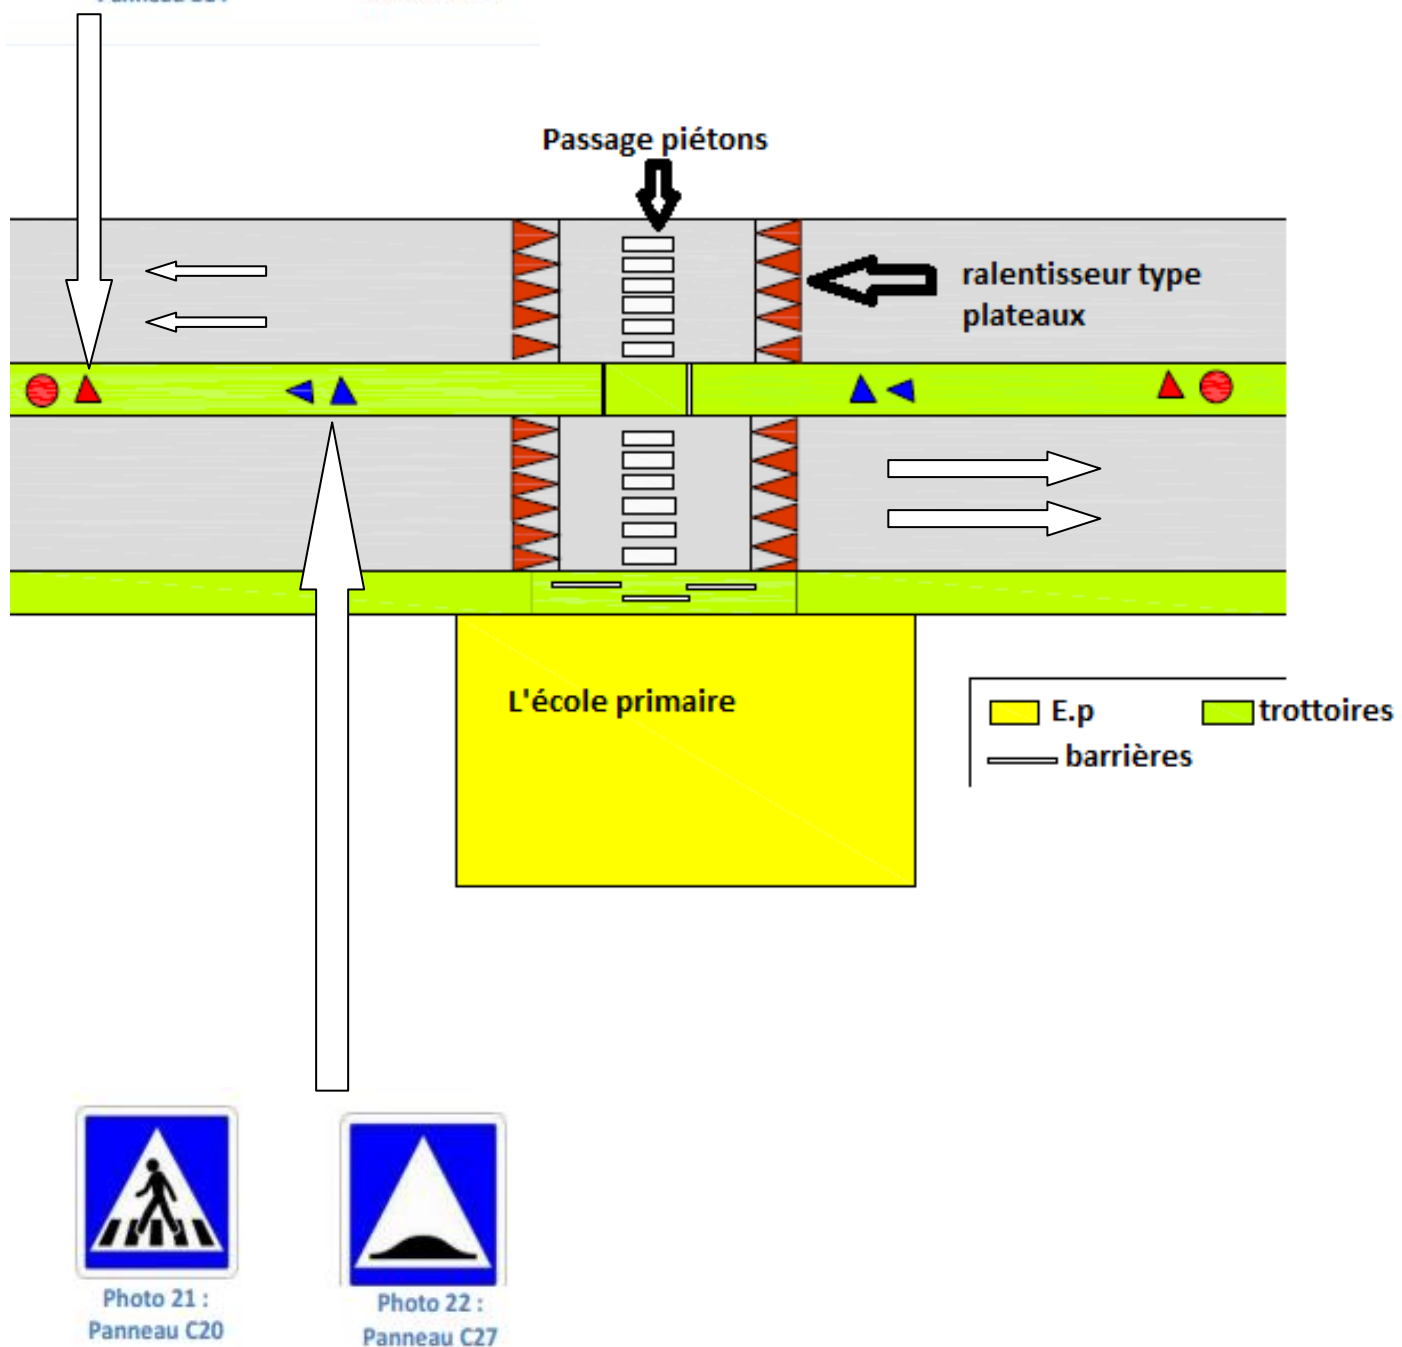 Passage piétons
ralentisseur type
plateaux
L'école primaire
E.p
trottoires
barrières
Photo 21 :
Panneau C20
Photo 22 :
Panneau C27